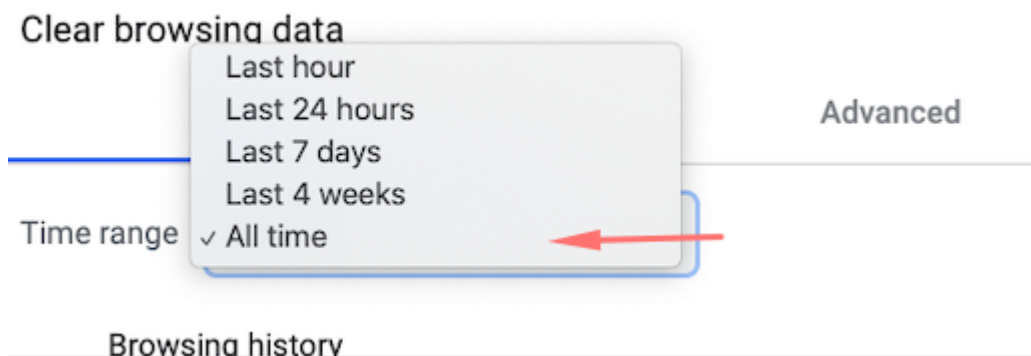 Clear browsing data
Last hour
Last 24 hours
Advanced
Last 7 days
Last 4 weeks
Time range ✓ All time
Browsing history